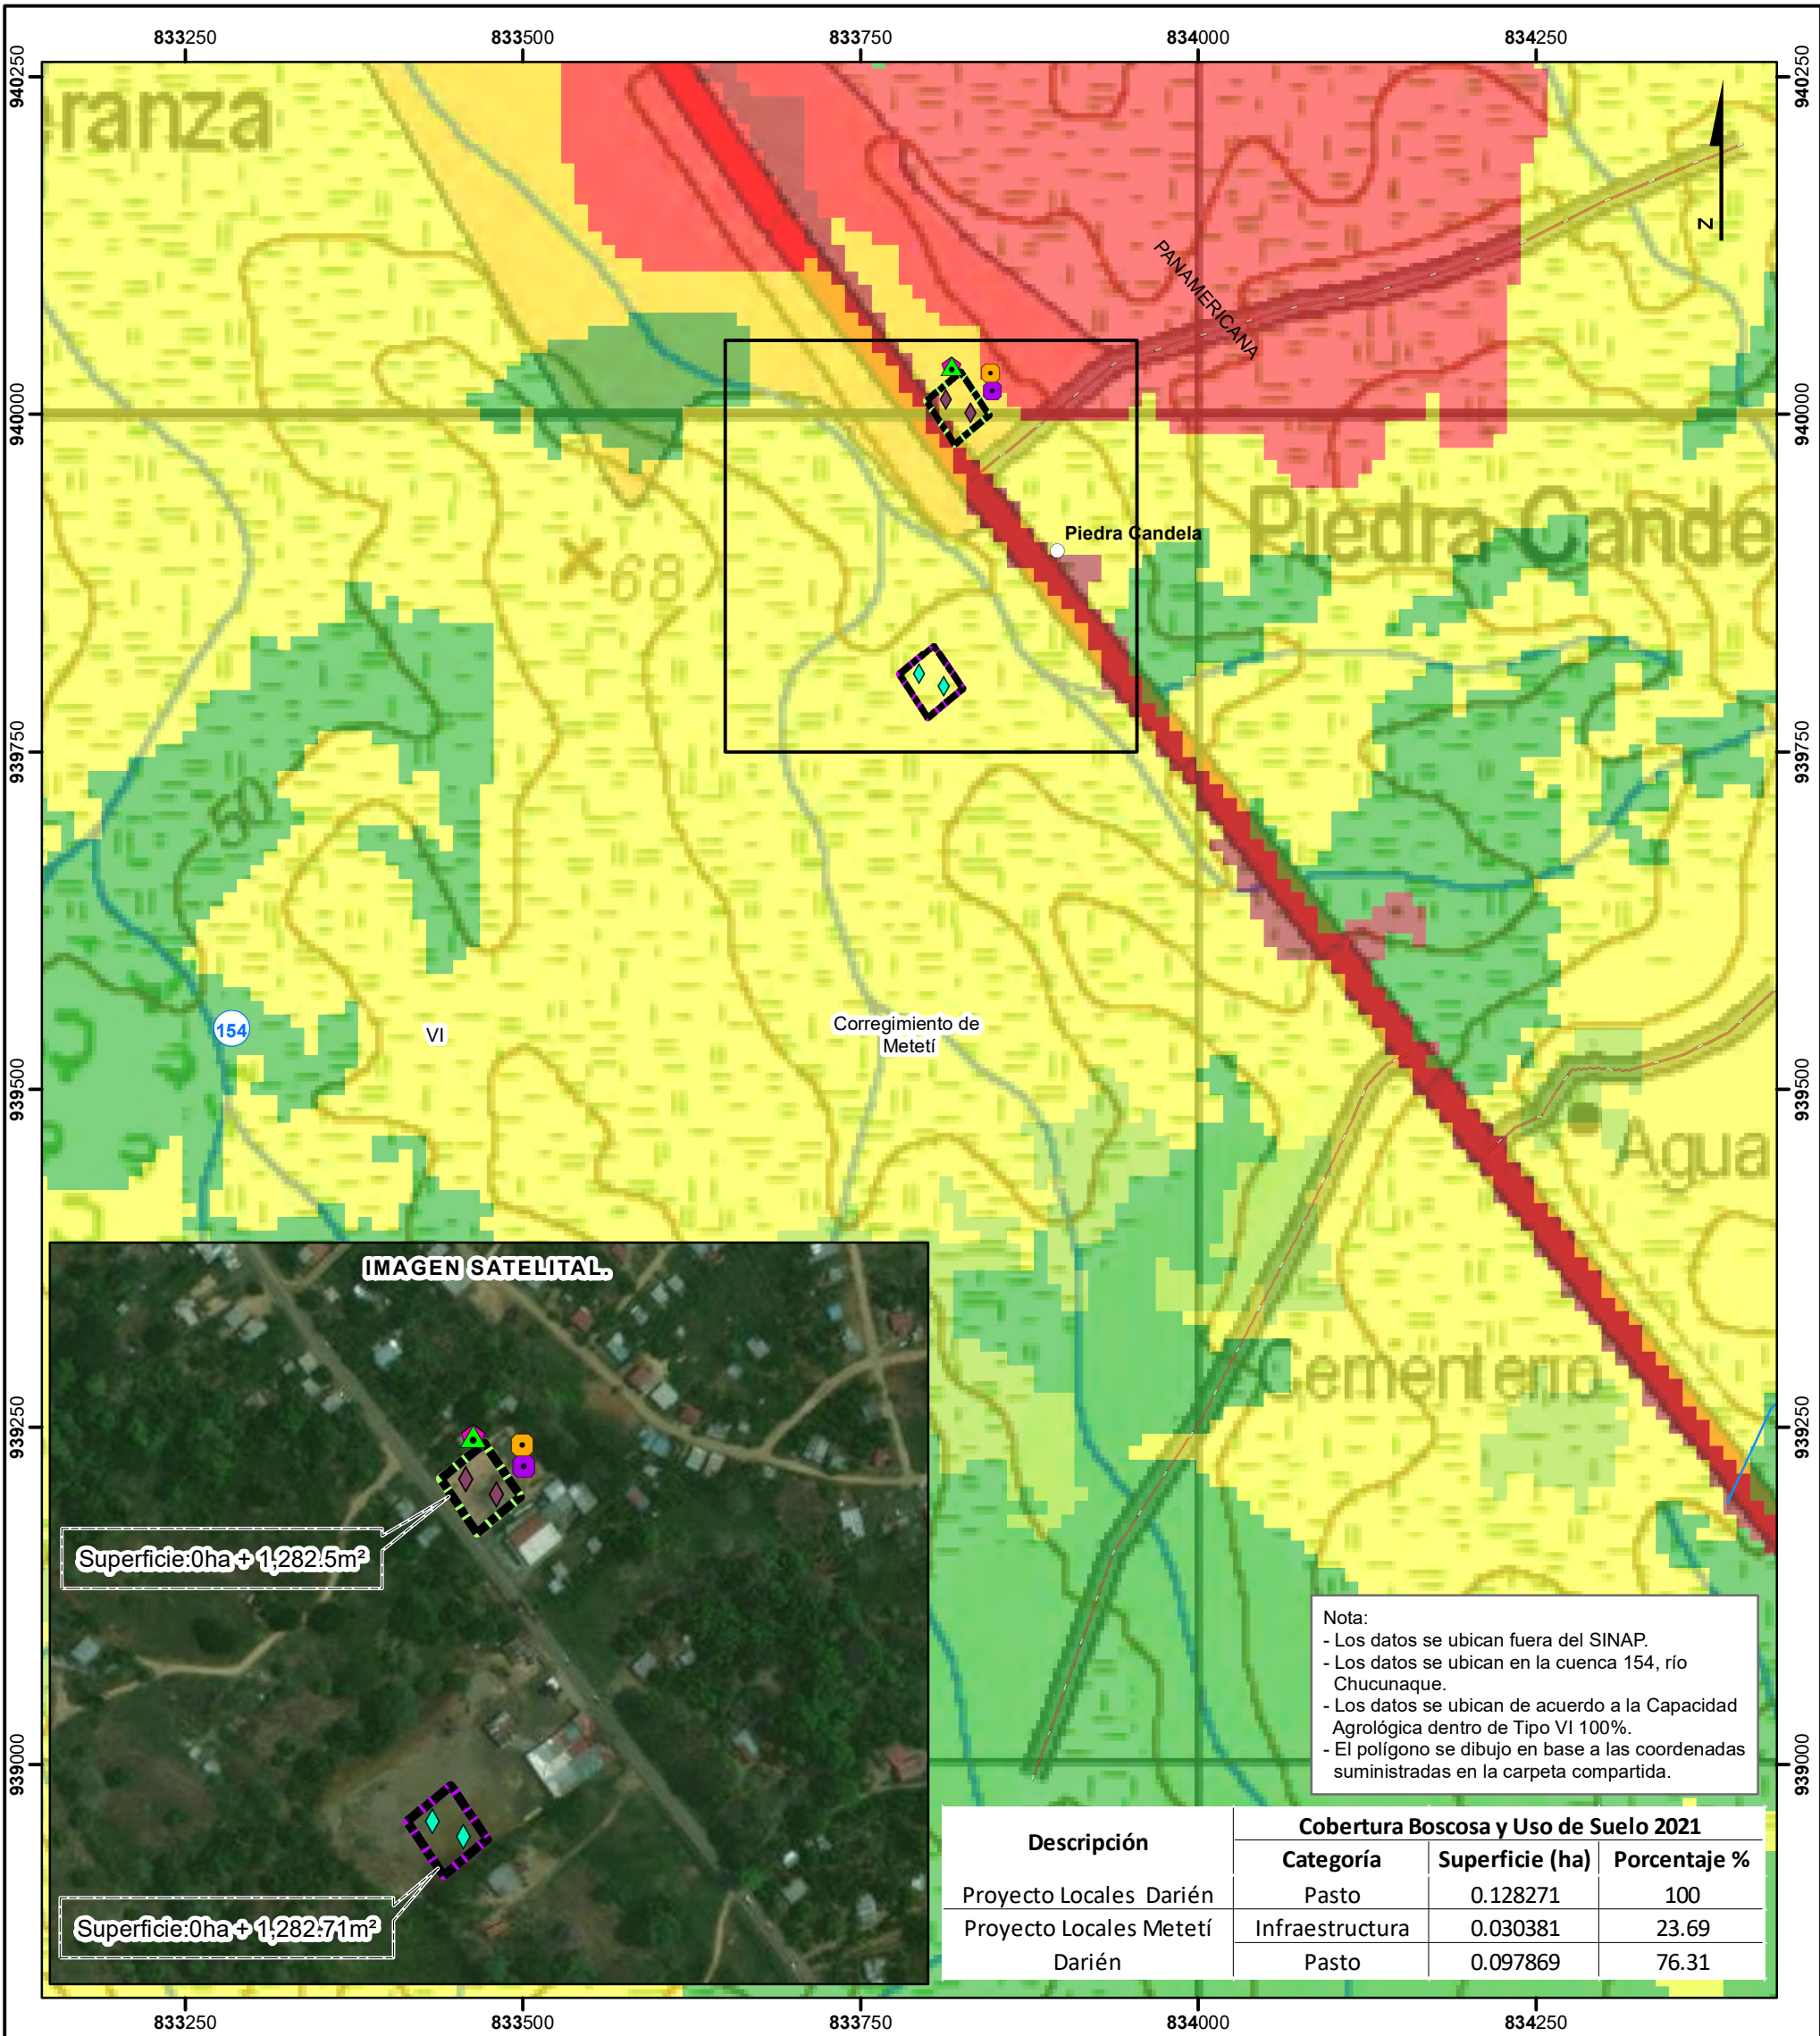 833250 833500 833750 834000 834250
940250 940250
ranza
N
PANAMERICANA
940000 940000
Piedra Candela
Piedra Cande
68
939750 939750
50
154
VI
Corregimiento de
Metetí
939500 939500
Agua
IMAGEN SATELITAL.
Cementerio
939250 939250
Superficie:0ha + 1,282.5m²
Nota:
- Los datos se ubican fuera del SINAP.
- Los datos se ubican en la cuenca 154, río
Chucunaque.
- Los datos se ubican de acuerdo a la Capacidad
Agrológica dentro de Tipo VI 100%.
- El polígono se dibujo en base a las coordenadas
suministradas en la carpeta compartida.
939000 939000
Superficie:0ha + 1,282.71m²
Descripción Cobertura Boscosa y Uso de Suelo 2021
Categoría Superficie (ha) Porcentaje %
Proyecto Locales Darién Pasto 0.128271 100
Proyecto Locales Metetí Infraestructura 0.030381 23.69
Darién Pasto 0.097869 76.31
833250 833500 833750 834000 834250